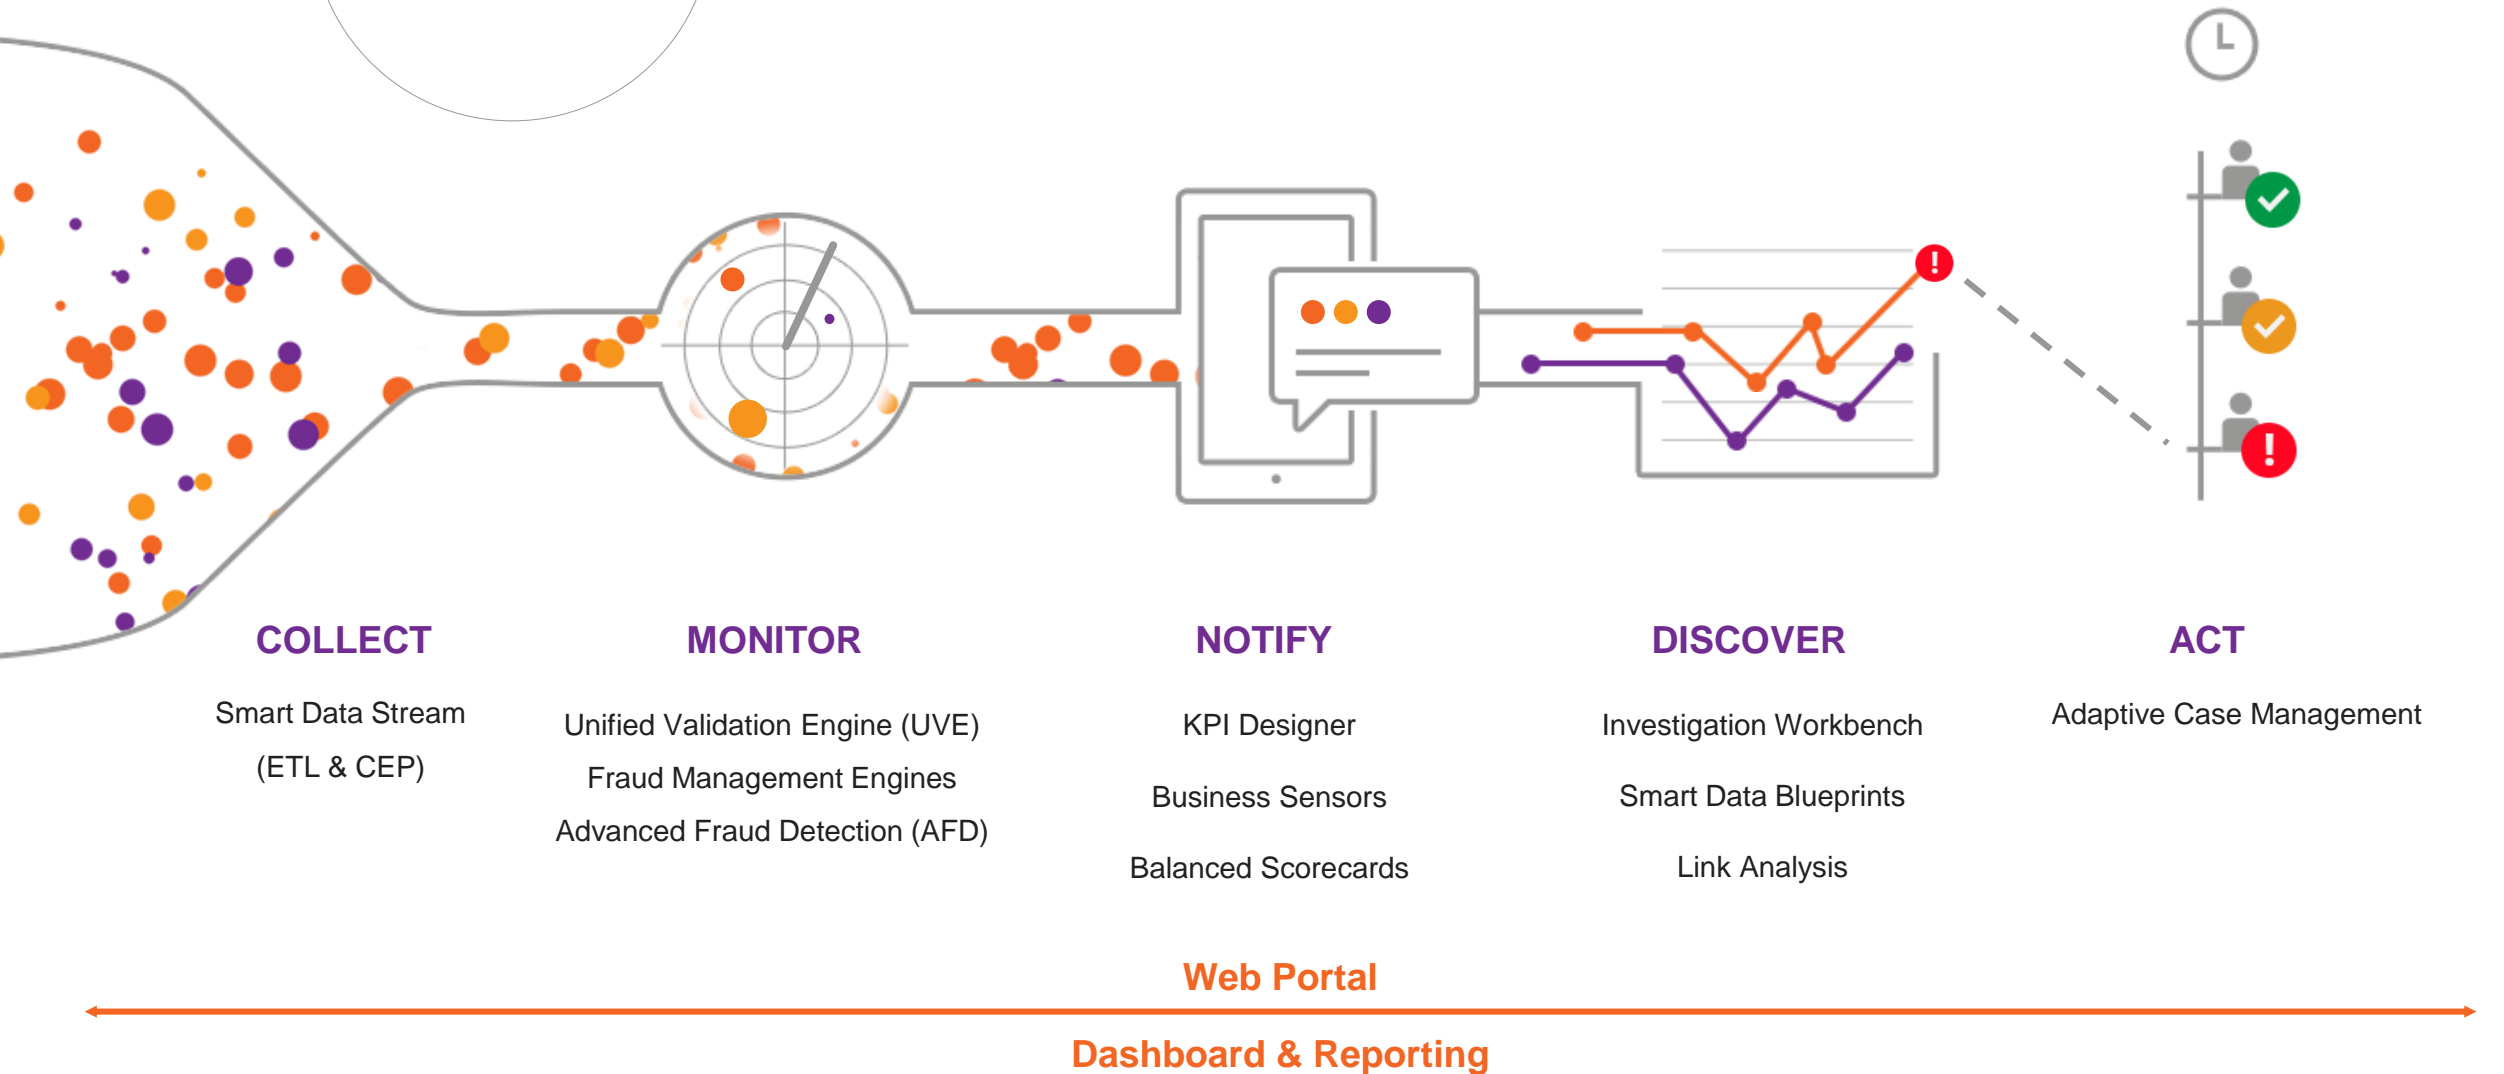 COLLECT
Smart Data Stream
(ETL & CEP)
MONITOR
Unified Validation Engine (UVE)
Fraud Management Engines
Advanced Fraud Detection (AFD)
NOTIFY
KPI Designer
Business Sensors
Balanced Scorecards
DISCOVER
Investigation Workbench
Smart Data Blueprints
Link Analysis
ACT
Adaptive Case Management
Web Portal
Dashboard & Reporting